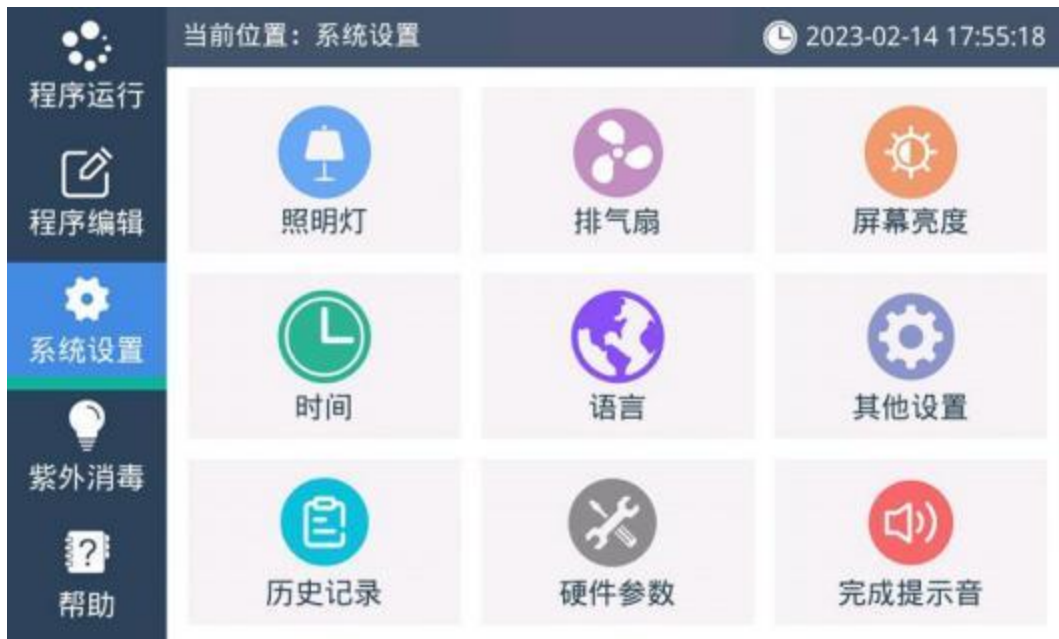 当前位置：系统设置
2023-02-14 17:55:18
程序运行
程序编辑
系统设置
紫外消毒
?
帮助
照明灯
排气扇
屏幕亮度
时间
语言
其他设置
历史记录
硬件参数
完成提示音